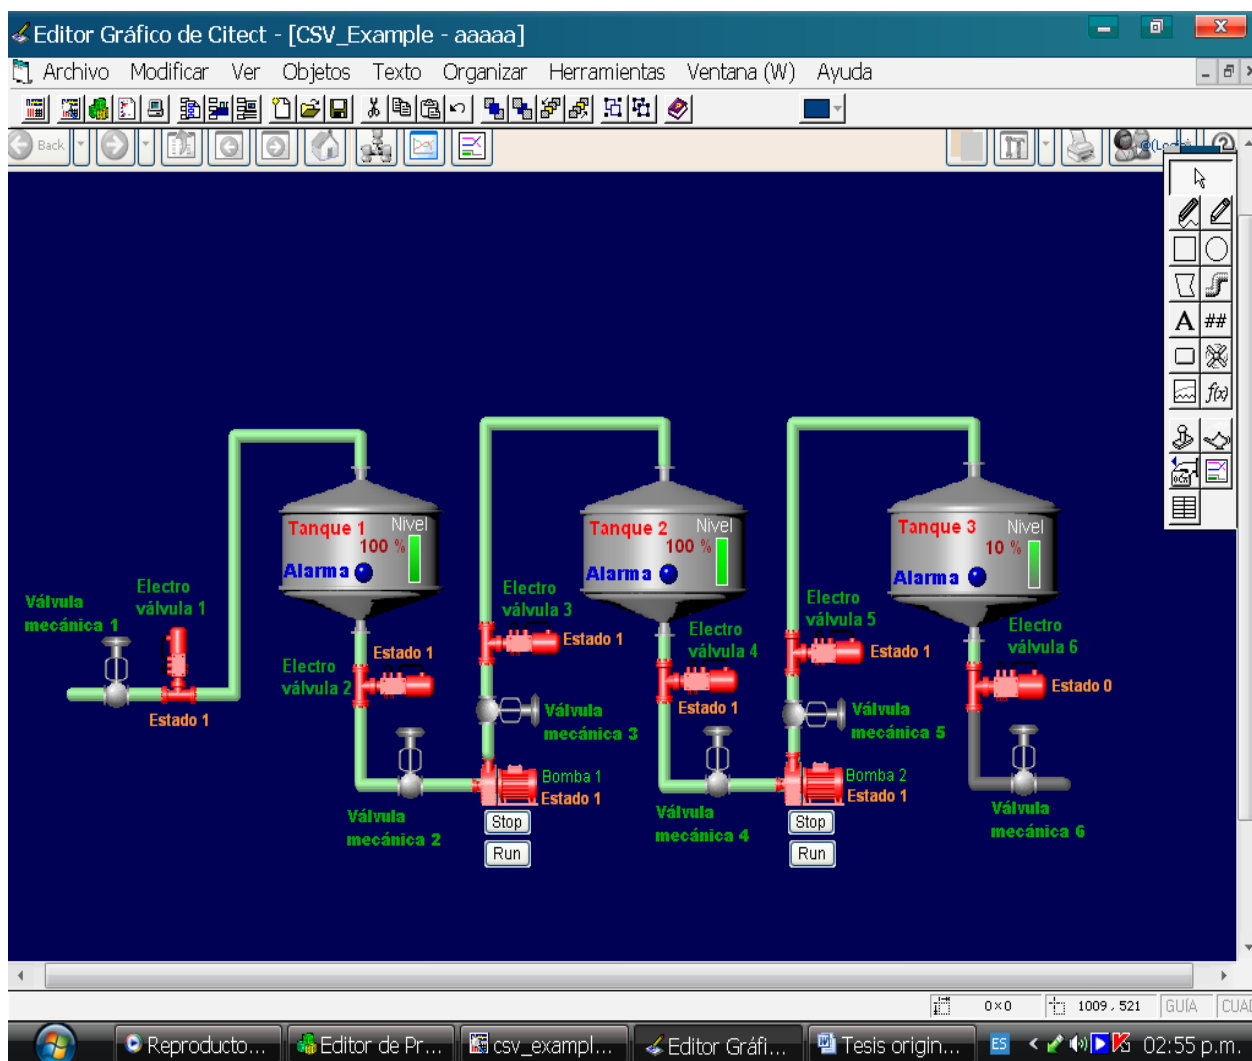 Editor Gráfico de Citect - [CSV_Example - aaaaa]
Archivo Modificar Ver Objetos Texto Organizar Herramientas Ventana (W) Ayuda
Back
A ##
f(x)
Tanque 1 Nivel
100 %
Alarma
Tanque 2 Nivel
100 %
Alarma
Tanque 3 Nivel
10 %
Alarma
Válvula
mecánica 1
Electro
válvula 1
Estado 1
Electro
válvula 2
Estado 1
Válvula
mecánica 2
Electro
válvula 3
Estado 1
Válvula
mecánica 3
Bomba 1
Estado 1
Stop
Run
Electro
válvula 4
Estado 1
Válvula
mecánica 4
Electro
válvula 5
Estado 1
Válvula
mecánica 5
Bomba 2
Estado 1
Stop
Run
Electro
válvula 6
Estado 0
Válvula
mecánica 6
0×0 1009 , 521 GUÍA
Reproducto... Editor de Pr... csv_exampl... Editor Gráfi... Tesis origin... ES 02:55 p.m.